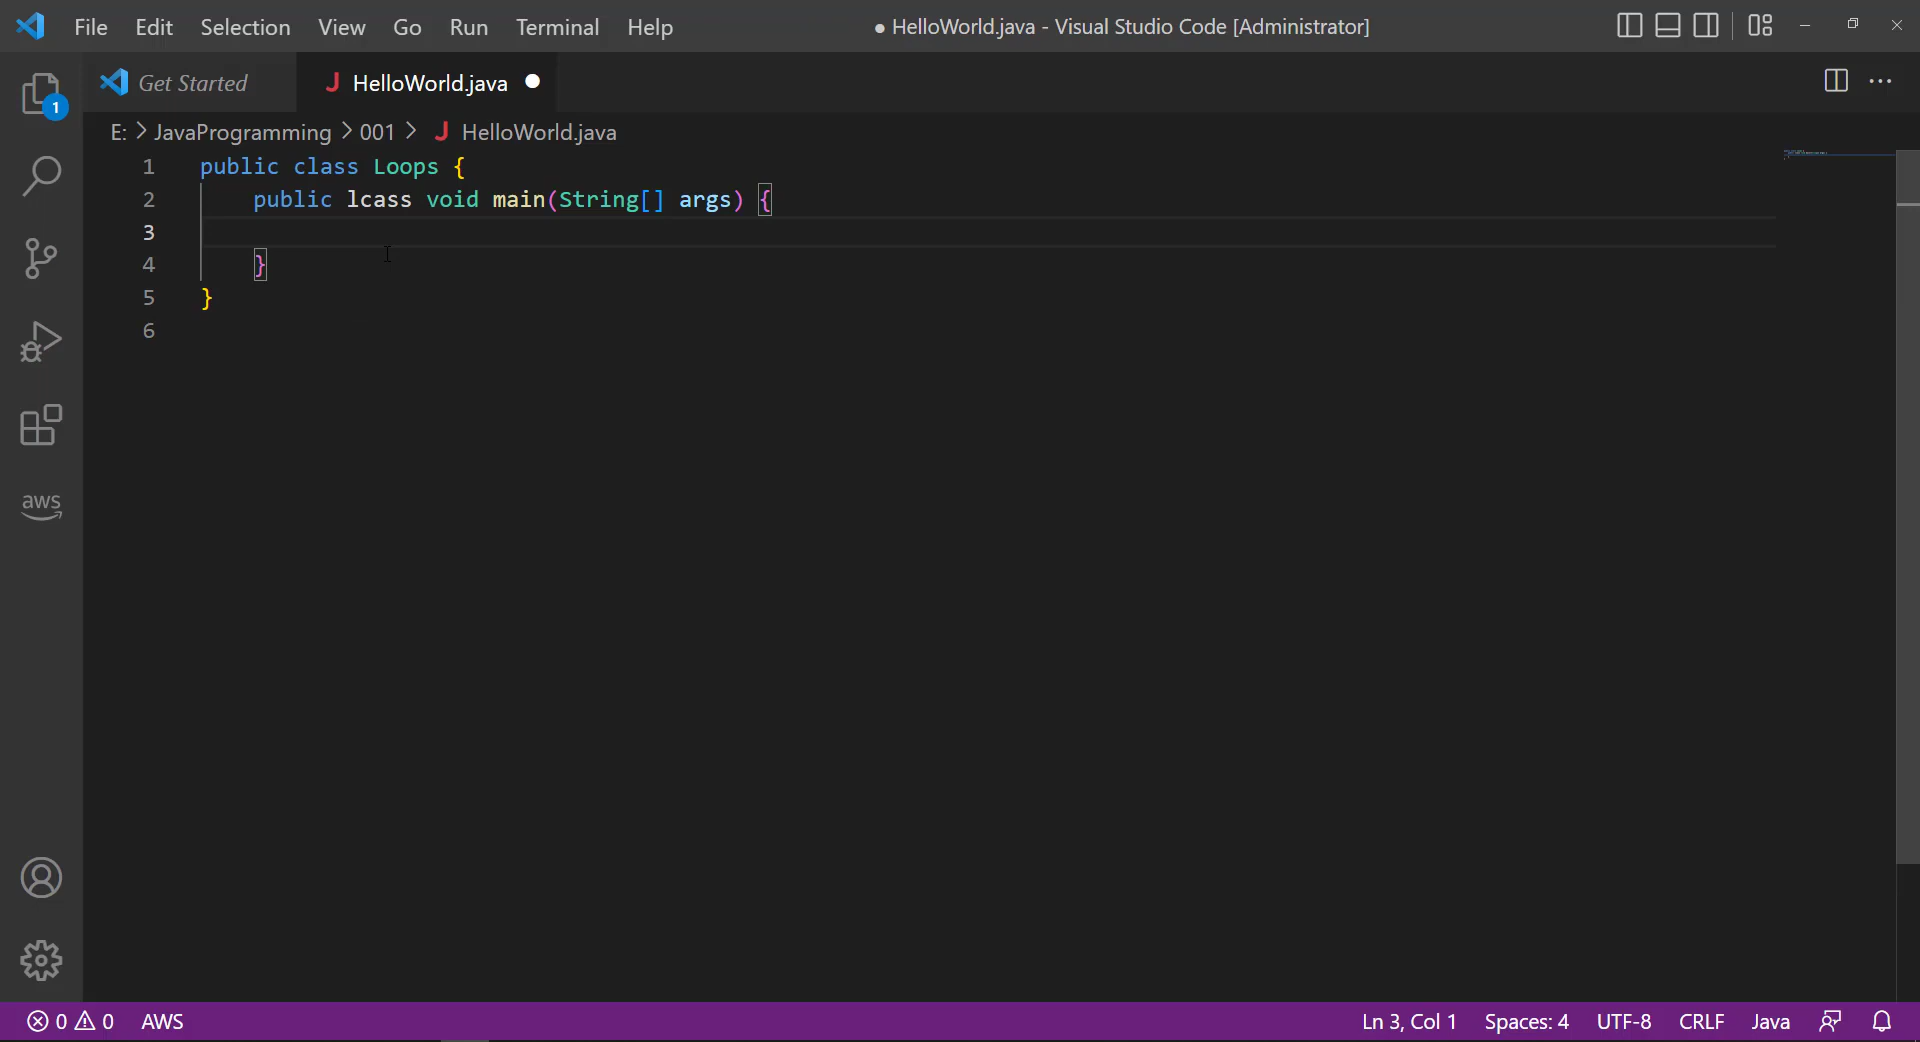 File Edit Selection View Go Run Terminal Help ● HelloWorld.java - Visual Studio Code [Administrator]
Get Started J HelloWorld.java ●
1
E: > JavaProgramming > 001 > J HelloWorld.java
1 public class Loops {
2 public lcass void main(String[] args) {
3
4 }
5 }
6
aws
0 0 AWS Ln 3, Col 1 Spaces: 4 UTF-8 CRLF Java